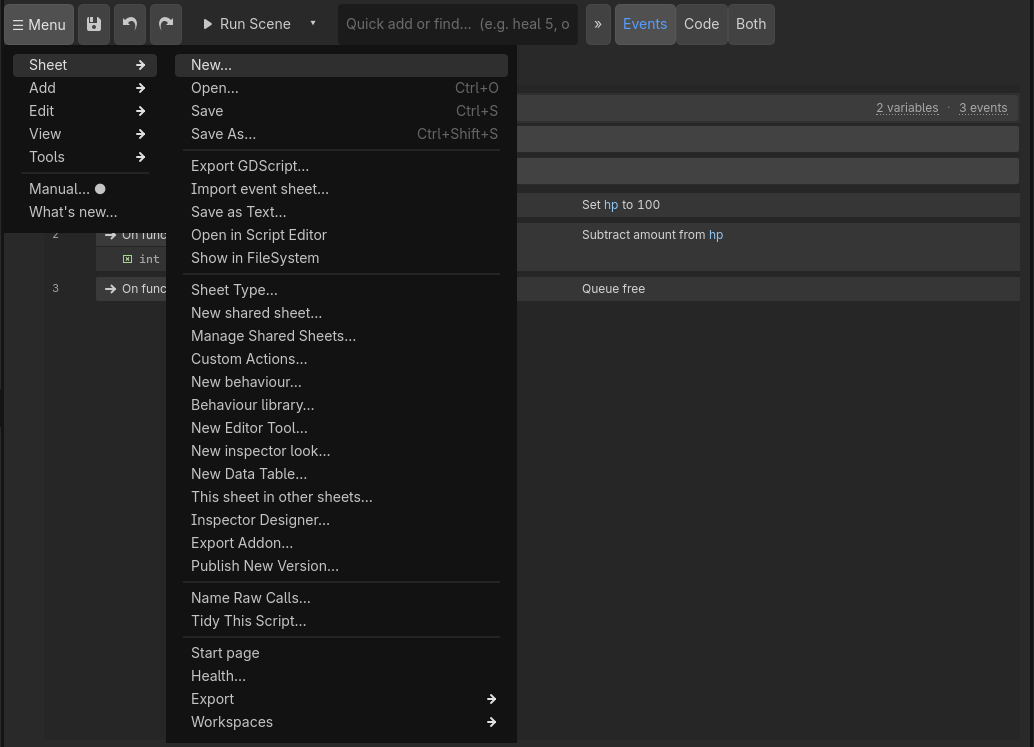 ☰ Menu
Run Scene
Quick add or find... (e.g. heal 5, o
»
Events
Code
Both
Sheet
Add
Edit
View
Tools
Manual...
What's new...
New...
Open... Ctrl+O
Save Ctrl+S
Save As... Ctrl+Shift+S
Export GDScript...
Import event sheet...
Save as Text...
Open in Script Editor
Show in FileSystem
Sheet Type...
New shared sheet...
Manage Shared Sheets...
Custom Actions...
New behaviour...
Behaviour library...
New Editor Tool...
New inspector look...
New Data Table...
This sheet in other sheets...
Inspector Designer...
Export Addon...
Publish New Version...
Name Raw Calls...
Tidy This Script...
Start page
Health...
Export
Workspaces
2 variables · 3 events
Set hp to 100
2 On func Subtract amount from hp
int
3 On func Queue free